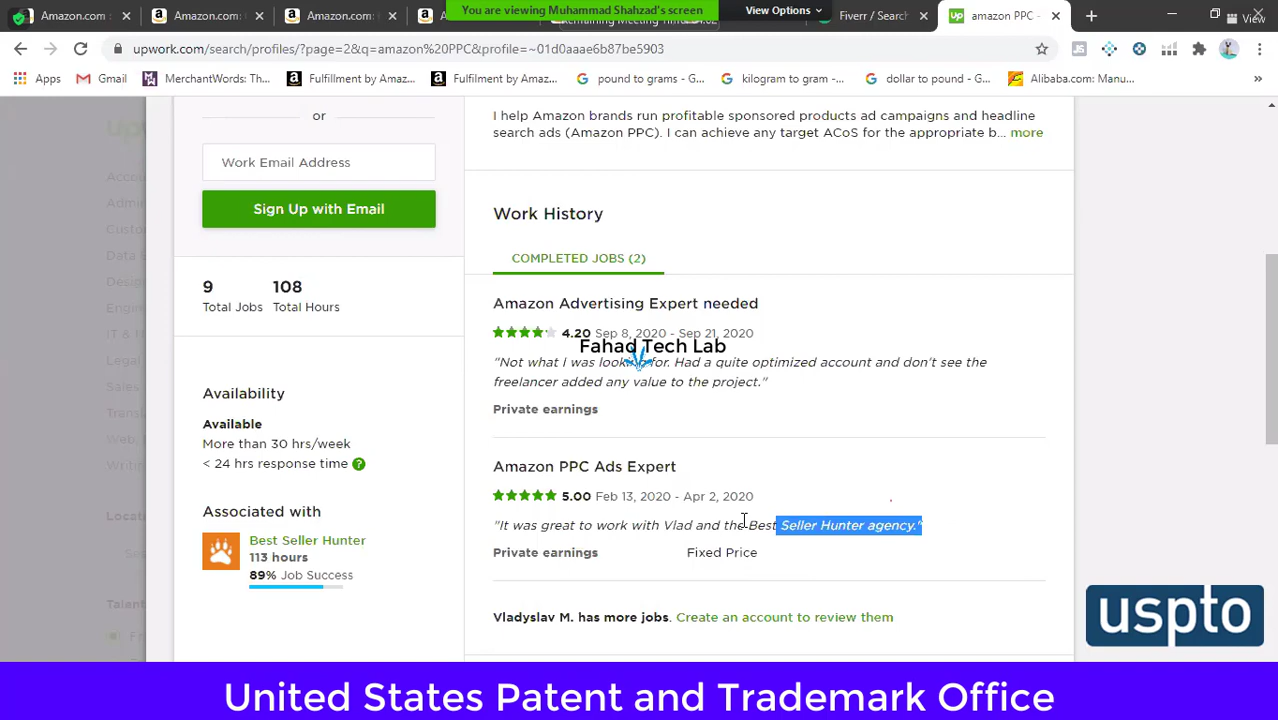 You are viewing Muhammad Shahzad's screen
View Options
Amazon.com
Amazon.com:
Amazon.com :
Remaining Meeting
Fiverr / Search
amazon PPC -
View
upwork.com/search/profiles/?page=2&q=amazon%20PPC&profile=~01d0aaae6b87be5903
Apps
Gmail
MerchantWords: Th...
Fulfillment by Amaz...
Fulfilment by Amaz...
pound to grams - G...
kilogram to gram -...
dollar to pound - G...
Alibaba.com: Manu...
or
Work Email Address
Sign Up with Email
9
108
Total Jobs
Total Hours
Availability
Available
More than 30 hrs/week
< 24 hrs response time
Associated with
Best Seller Hunter
113 hours
89% Job Success
I help Amazon brands run profitable sponsored products ad campaigns and headline
search ads (Amazon PPC). I can achieve any target ACoS for the appropriate b... more
Work History
COMPLETED JOBS (2)
Amazon Advertising Expert needed
4.20 Sep 8, 2020 - Sep 21, 2020
Fahad Tech Lab
"Not what I was looking for. Had a quite optimized account and don't see the
freelancer added any value to the project."
Private earnings
Amazon PPC Ads Expert
5.00 Feb 13, 2020 - Apr 2, 2020
"It was great to work with Vlad and the Best Seller Hunter agency."
Private earnings
Fixed Price
Vladyslav M. has more jobs. Create an account to review them
uspto
United States Patent and Trademark Office